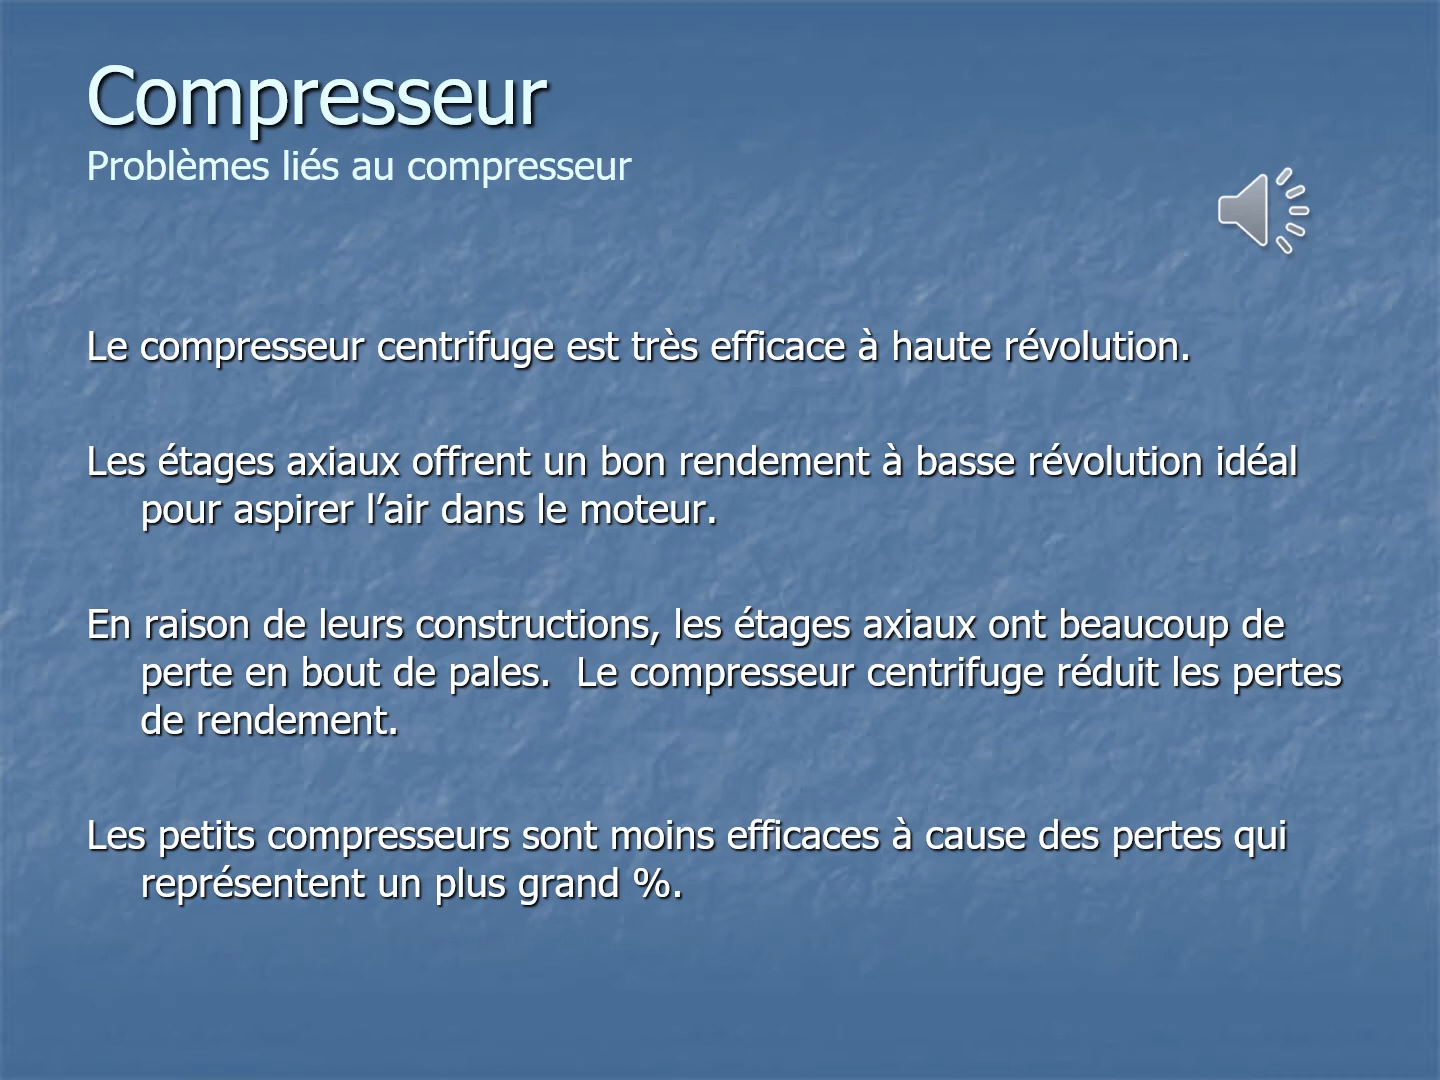 Compresseur
Problèmes liés au compresseur
Le compresseur centrifuge est très efficace à haute révolution.
Les étages axiaux offrent un bon rendement à basse révolution idéal
pour aspirer l’air dans le moteur.
En raison de leurs constructions, les étages axiaux ont beaucoup de
perte en bout de pales.  Le compresseur centrifuge réduit les pertes
de rendement.
Les petits compresseurs sont moins efficaces à cause des pertes qui
représentent un plus grand %.